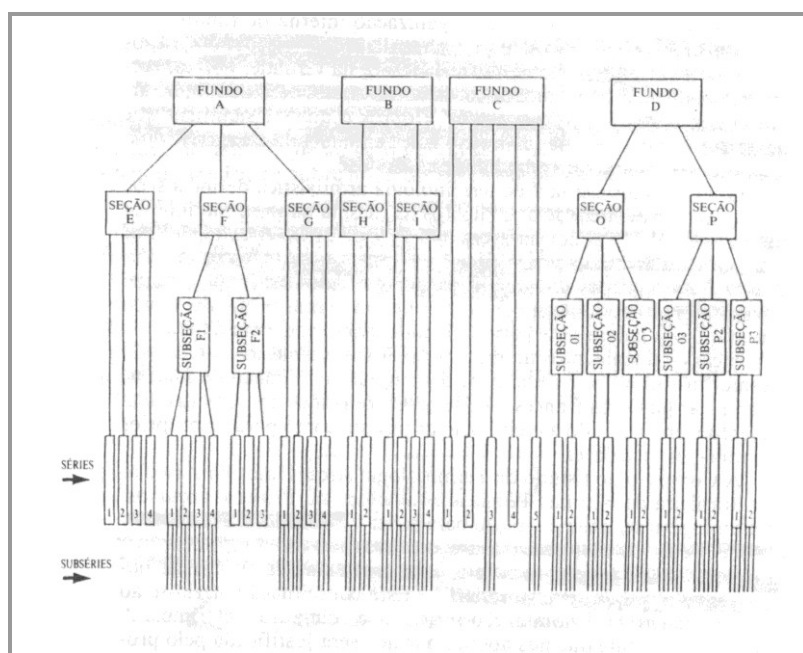 FUNDO
A
FUNDO
B
FUNDO
C
FUNDO
D
SEÇÃO
E
SEÇÃO
F
SEÇÃO
G
SEÇÃO
H
SEÇÃO
I
SEÇÃO
O
SEÇÃO
P
SUBSEÇÃO
F1
SUBSEÇÃO
F2
SUBSEÇÃO
O1
SUBSEÇÃO
O2
SUBSEÇÃO
O3
SUBSEÇÃO
O3
SUBSEÇÃO
P2
SUBSEÇÃO
P3
SÉRIES
1 2 3 4 1 2 3 4 1 2 3 1 2 3 4 1 2 1 2 3 4 1 2 3 4 5 1 2 1 2 1 2 1 2 1 2 1 2
SUBSÉRIES